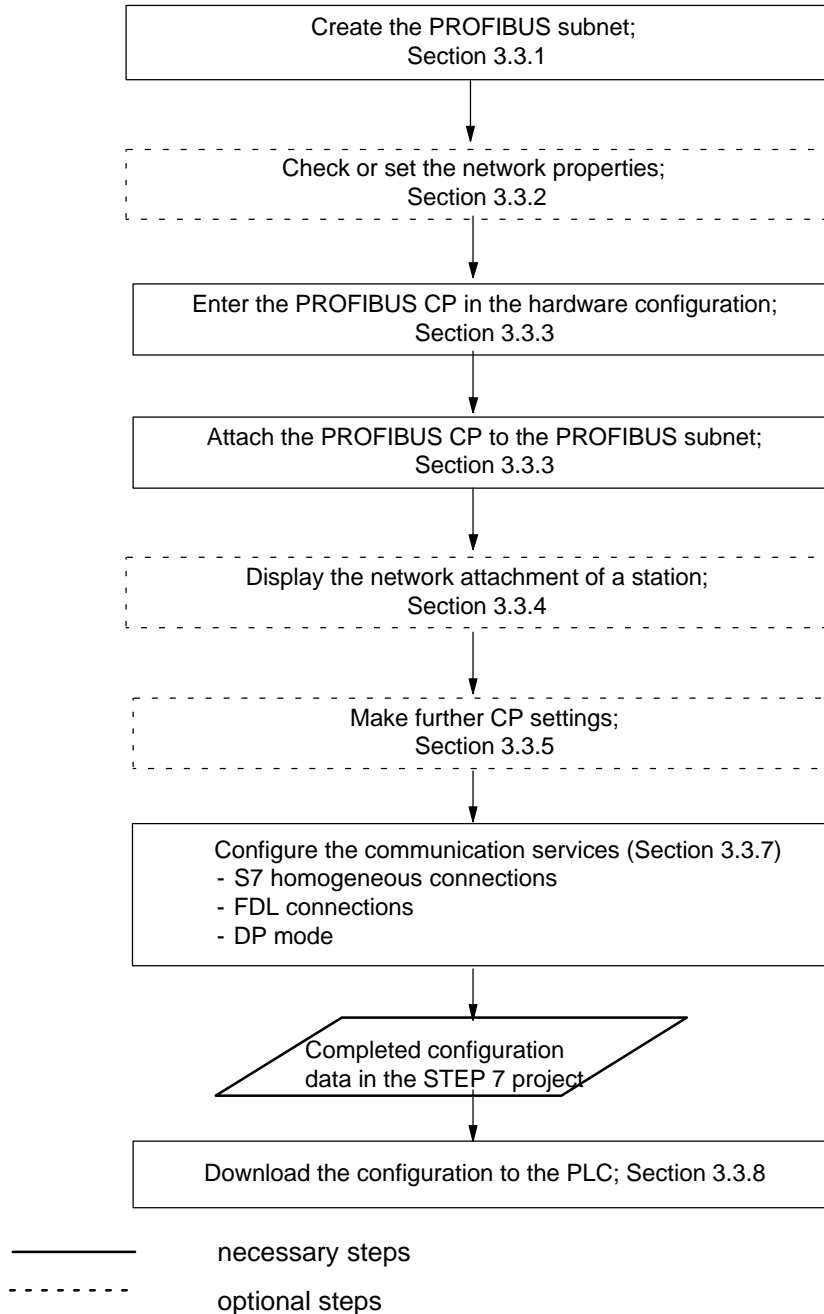 Create the PROFIBUS subnet;
Section 3.3.1
Check or set the network properties;
Section 3.3.2
Enter the PROFIBUS CP in the hardware configuration;
Section 3.3.3
Attach the PROFIBUS CP to the PROFIBUS subnet;
Section 3.3.3
Display the network attachment of a station;
Section 3.3.4
Make further CP settings;
Section 3.3.5
Configure the communication services (Section 3.3.7)
- S7 homogeneous connections
- FDL connections
- DP mode
Completed configuration
data in the STEP 7 project
Download the configuration to the PLC; Section 3.3.8
necessary steps
optional steps